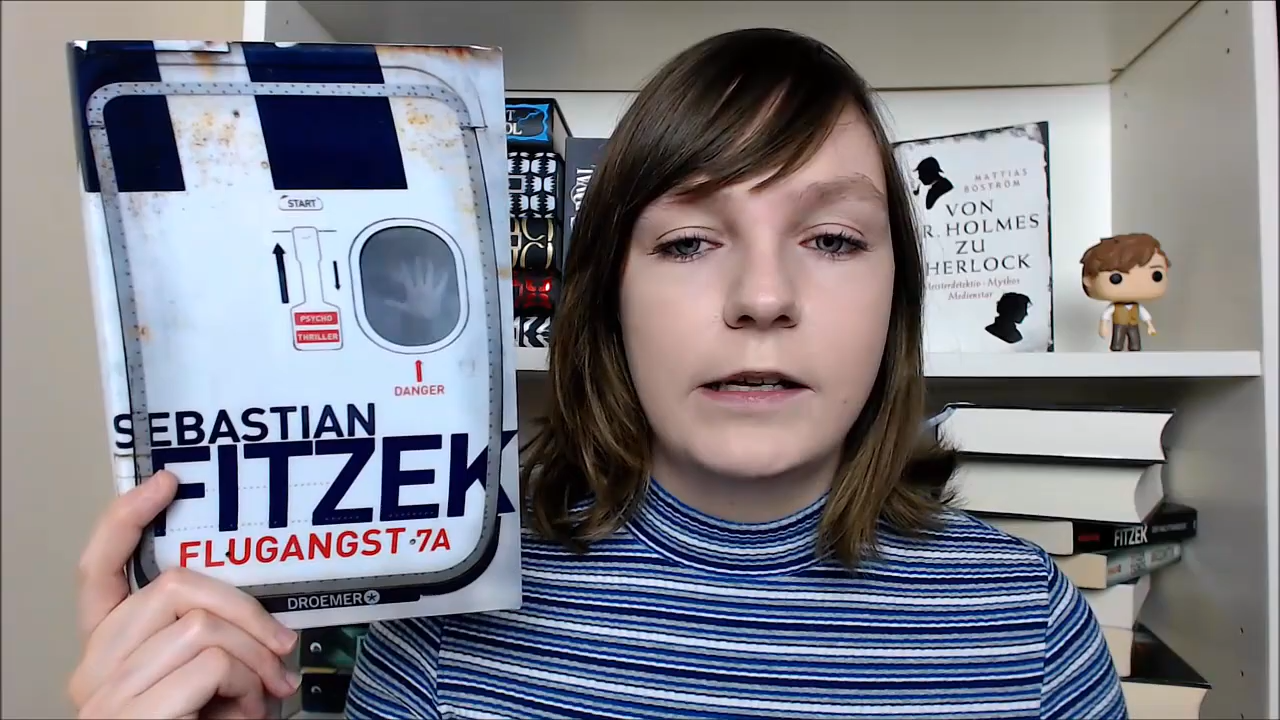 START
PSYCHO
THRILLER
DANGER
SEBASTIAN
FITZEK
FLUGANGST 7A
DROEMER
MATTIAS
BOSTRÖM
VON
R. HOLMES
ZU
HERLOCK
Meisterdetektiv · Mythos
Medienstar
FITZEK